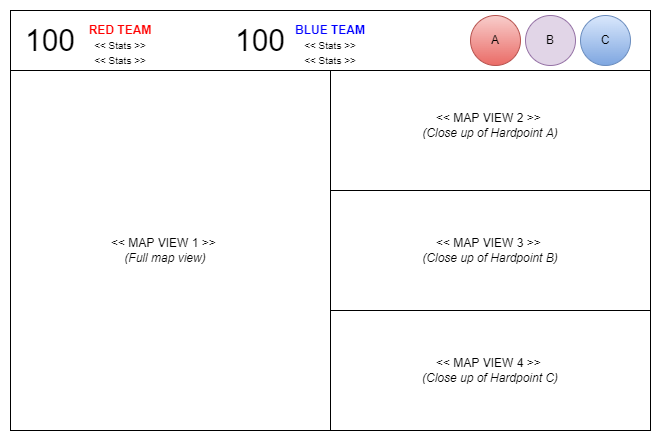 100
RED TEAM
<< Stats >>
<< Stats >>
100
BLUE TEAM
<< Stats >>
<< Stats >>
A
B
C
<< MAP VIEW 1 >>
(Full map view)
<< MAP VIEW 2 >>
(Close up of Hardpoint A)
<< MAP VIEW 3 >>
(Close up of Hardpoint B)
<< MAP VIEW 4 >>
(Close up of Hardpoint C)